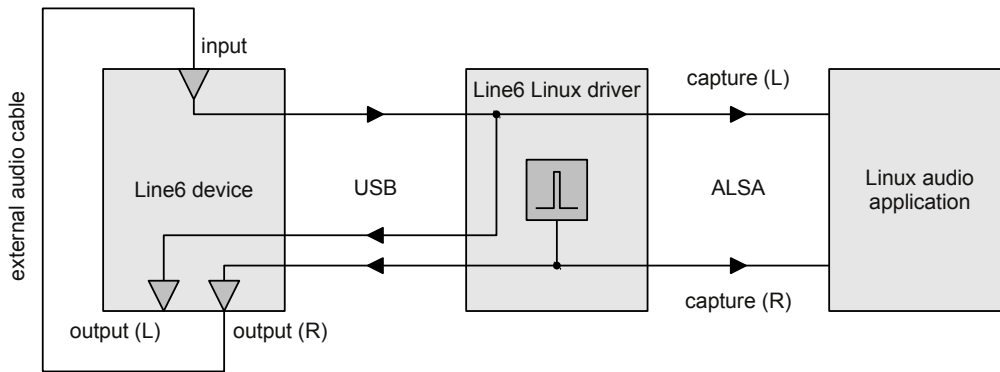 input
Line6 Linux driver
capture (L)
external audio cable
Line6 device
USB
ALSA
Linux audio
application
output (L)
output (R)
capture (R)